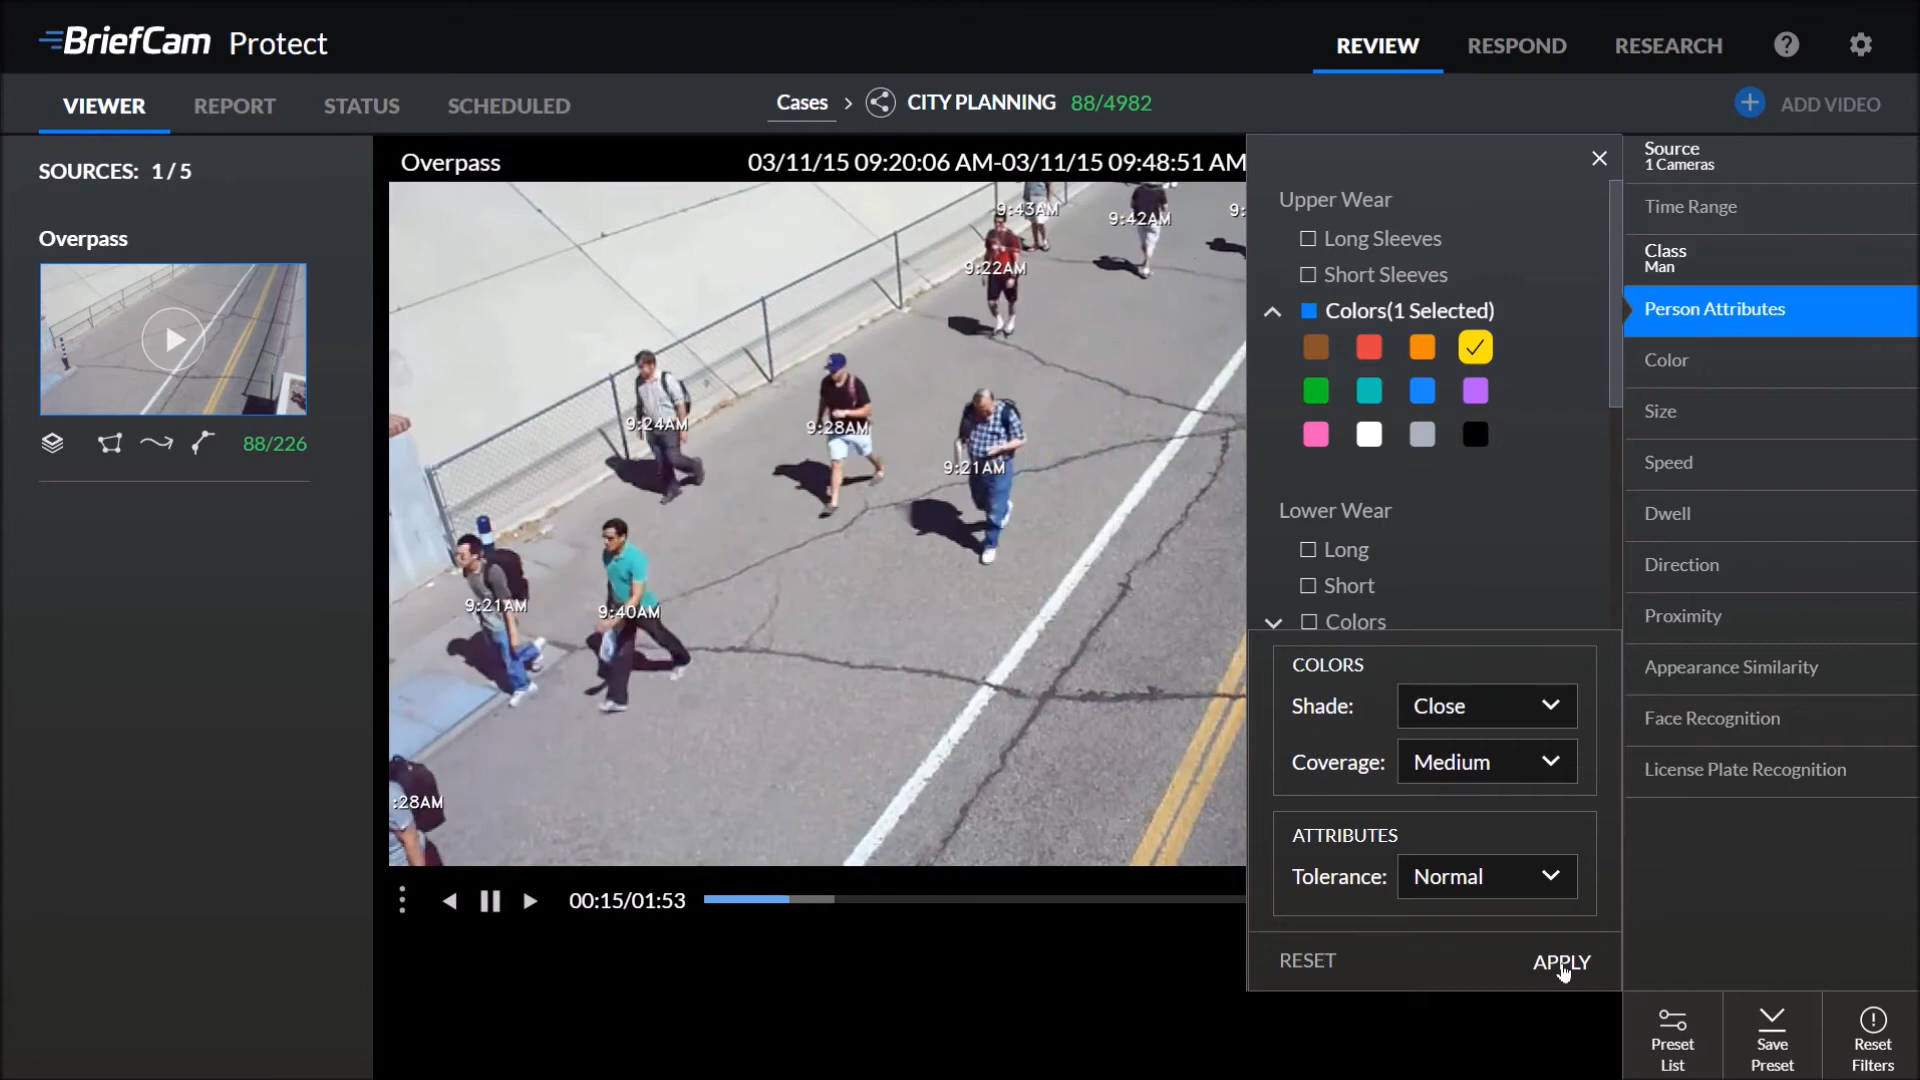 BriefCam Protect
REVIEW
RESPOND
RESEARCH
?
VIEWER
REPORT
STATUS
SCHEDULED
Cases > CITY PLANNING 88/4982
+ ADD VIDEO
SOURCES: 1 / 5
Overpass
88/226
Overpass
03/11/15 09:20:06 AM-03/11/15 09:48:51 AM
9:43AM
9:42AM
9:
9:22AM
9:24AM
9:28AM
9:21AM
9:21AM
9:40AM
:28AM
00:15/01:53
Upper Wear
Long Sleeves
Short Sleeves
Colors(1 Selected)
Lower Wear
Long
Short
Colors
COLORS
Shade: Close
Coverage: Medium
ATTRIBUTES
Tolerance: Normal
RESET
APPLY
Source
1 Cameras
Time Range
Class
Man
Person Attributes
Color
Size
Speed
Dwell
Direction
Proximity
Appearance Similarity
Face Recognition
License Plate Recognition
Preset
List
Save
Preset
Reset
Filters